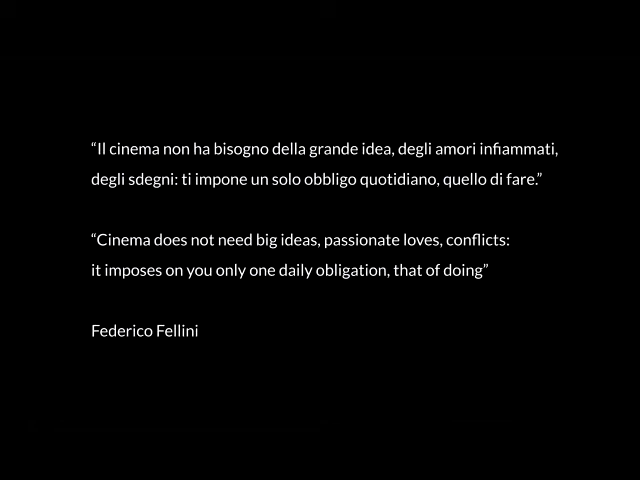 “Il cinema non ha bisogno della grande idea, degli amori infiammati,
degli sdegni: ti impone un solo obbligo quotidiano, quello di fare.”
“Cinema does not need big ideas, passionate loves, conflicts:
it imposes on you only one daily obligation, that of doing”
Federico Fellini